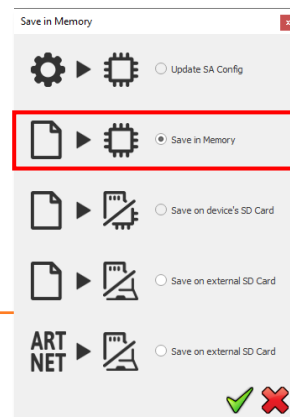 Save in Memory
x
Update SA Config
Save in Memory
Save on device's SD Card
Save on external SD Card
ART
NET
Save on external SD Card